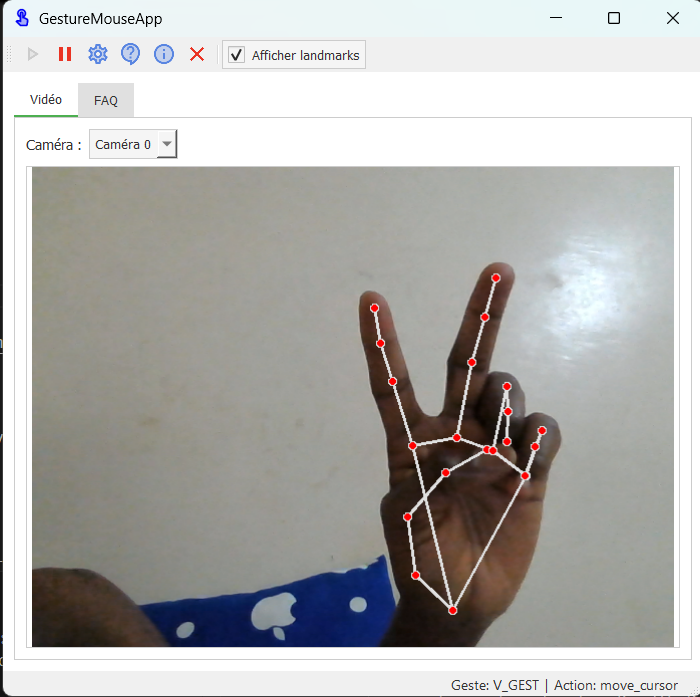 GestureMouseApp
Afficher landmarks
Vidéo
FAQ
Caméra :
Caméra 0
Geste: V_GEST | Action: move_cursor